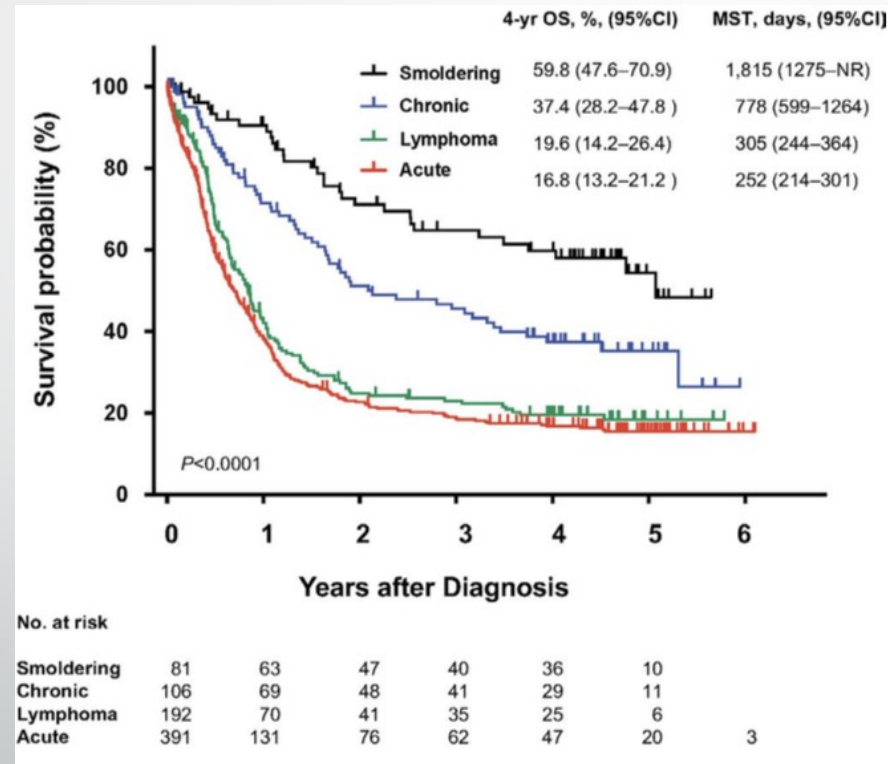 4-yr OS, %, (95%CI) MST, days, (95%CI]
Smoldering 59.8 (47.6–70.9) 1,815 (1275–NR)
Chronic 37.4 (28.2–47.8 ) 778 (599–1264)
Lymphoma 19.6 (14.2–26.4) 305 (244–364)
Acute 16.8 (13.2–21.2 ) 252 (214–301)
Survival probability (%)
100
80
60
40
20
0
P<0.0001
0 1 2 3 4 5 6
Years after Diagnosis
No. at risk
Smoldering 81 63 47 40 36 10
Chronic 106 69 48 41 29 11
Lymphoma 192 70 41 35 25 6
Acute 391 131 76 62 47 20 3